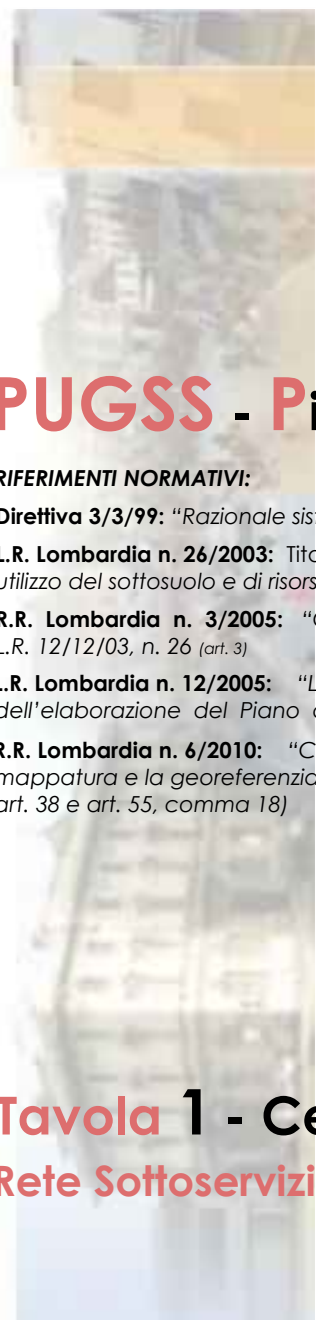 PUGSS - Pi
RIFERIMENTI NORMATIVI:
Direttiva 3/3/99: “Razionale sist
L.R. Lombardia n. 26/2003: Tito
utilizzo del sottosuolo e di risors
R.R. Lombardia n. 3/2005: “C
L.R. 12/12/03, n. 26 (art. 3)
L.R. Lombardia n. 12/2005: “L
dell’elaborazione del Piano
R.R. Lombardia n. 6/2010: “C
mappatura e la georeferenzia
art. 38 e art. 55, comma 18)
Tavola 1 - Ce
Rete Sottoservizi